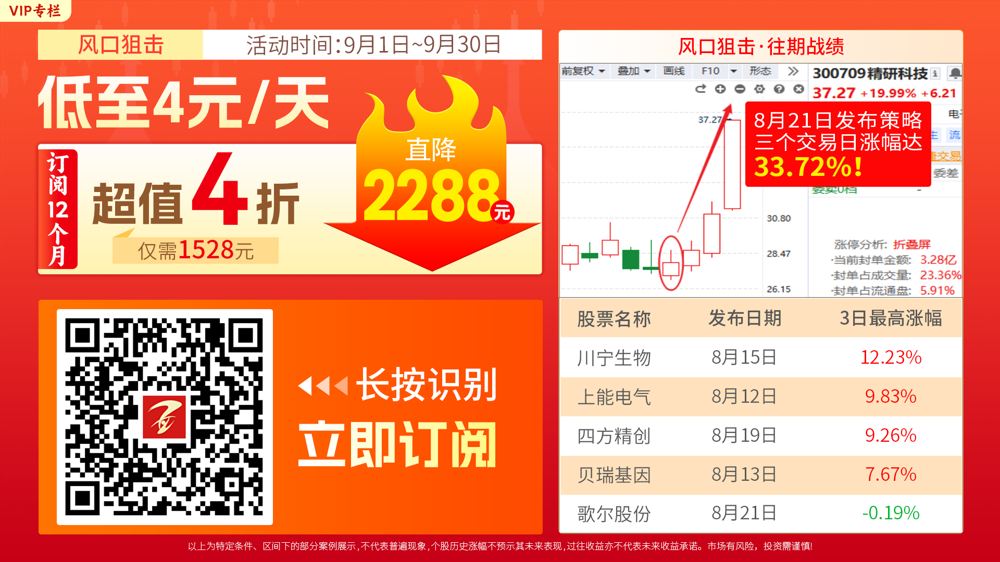 VIP专栏
风口狙击
活动时间：9月1日~9月30日
低至4元/天
订阅12个月
超值4折
仅需1528元
直降
2288元
长按识别
立即订阅
风口狙击·往期战绩
前复权 叠加 画线 F10 形态
300709 精研科技
37.27 +19.99% +6.21
37.27
电子
8月21日发布策略
三个交易日涨幅达
33.72%!
主 流
捷交易
委差
委卖0档 -
30.80
28.47
26.15
涨停分析: 折叠屏
·当前封单金额: 3.28亿
·封单占成交量: 23.36%
·封单占流通盘: 5.91%
股票名称 发布日期 3日最高涨幅
川宁生物 8月15日 12.23%
上能电气 8月12日 9.83%
四方精创 8月19日 9.26%
贝瑞基因 8月13日 7.67%
歌尔股份 8月21日 -0.19%
以上为特定条件、区间下的部分案例展示,不代表普遍现象,个股历史涨幅不预示其未来表现,过往收益亦不代表未来收益承诺。市场有风险，投资需谨慎!